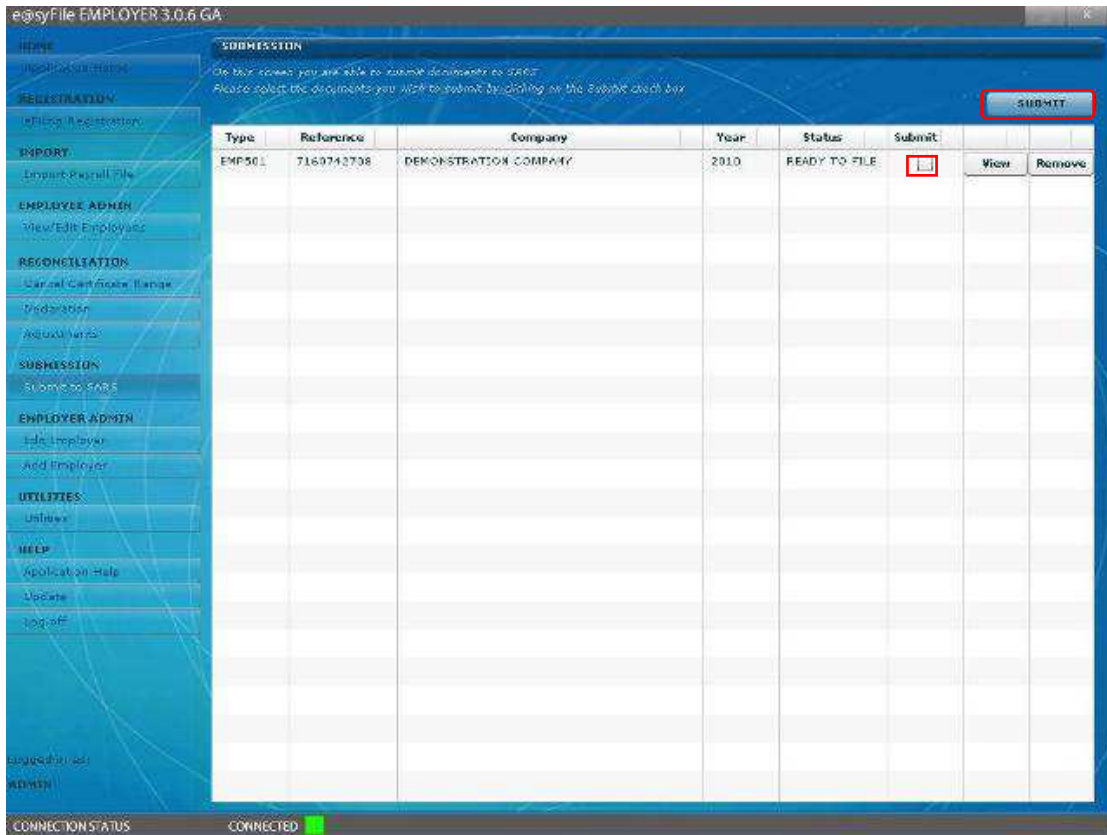 e@syFile EMPLOYER 3.0.6 GA
HOME
Application Home
REGISTRATION
eFiling Registration
IMPORT
Import Payroll File
EMPLOYEE ADMIN
View/Edit Employees
RECONCILIATION
Cancel Certificate Range
Declaration
Adjustments
SUBMISSION
Submit to SARS
EMPLOYER ADMIN
Edit Employer
Add Employer
UTILITIES
Utilities
HELP
Application Help
Update
Log off
Logged in as:
ADMIN
SUBMISSION
On this screen you are able to submit documents to SARS
Please select the documents you wish to submit by clicking on the Submit check box
SUBMIT
Type Reference Company Year Status Submit
EMP501 7160742708 DEMONSTRATION COMPANY 2010 READY TO FILE View Remove
CONNECTION STATUS CONNECTED